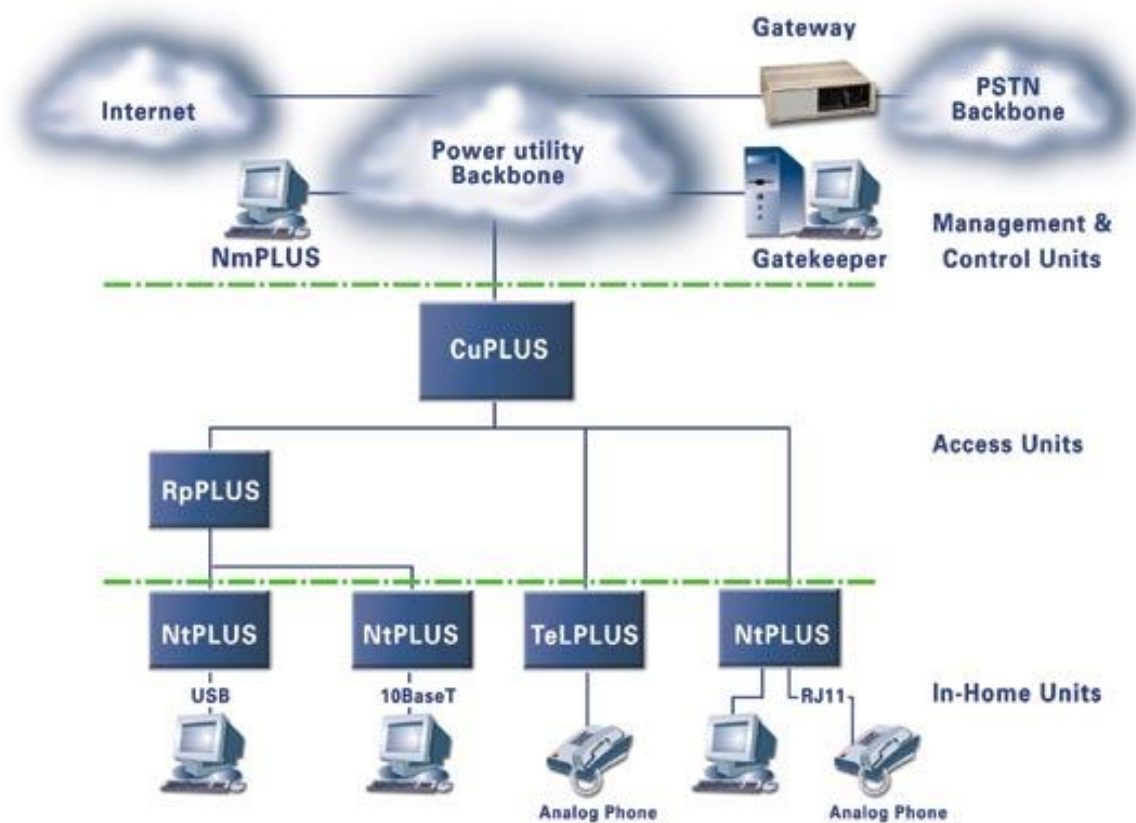 Gateway
Internet
PSTN
Backbone
Power utility
Backbone
NmPLUS
Gatekeeper
Management &
Control Units
CuPLUS
Access Units
RpPLUS
NtPLUS
NtPLUS
TeLPLUS
NtPLUS
USB
10BaseT
RJ11
In-Home Units
Analog Phone
Analog Phone